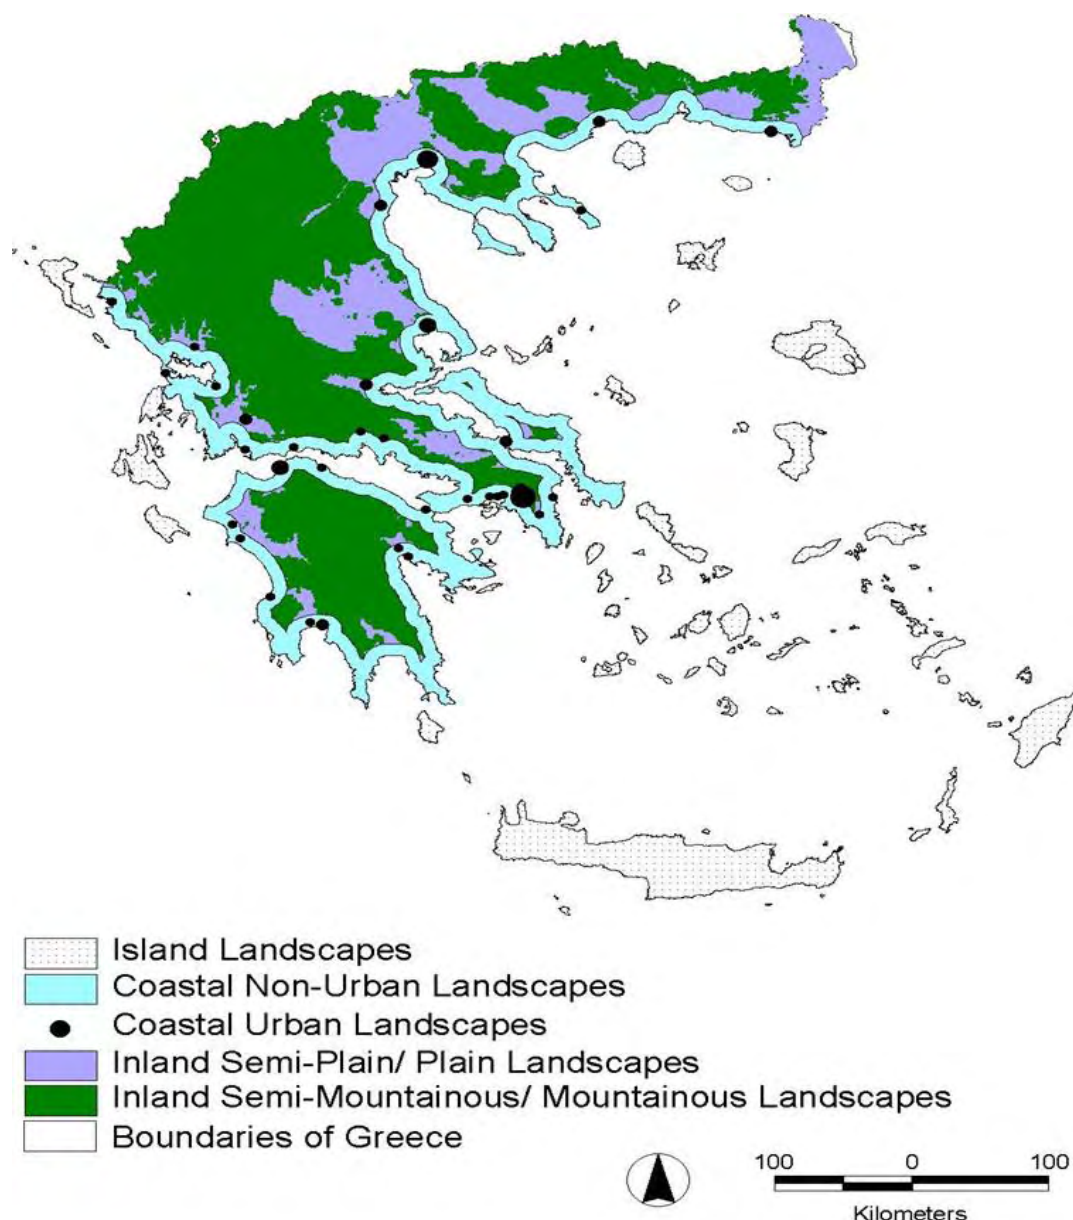 Island Landscapes
Coastal Non-Urban Landscapes
Coastal Urban Landscapes
Inland Semi-Plain/ Plain Landscapes
Inland Semi-Mountainous/ Mountainous Landscapes
Boundaries of Greece
100 0 100
Kilometers